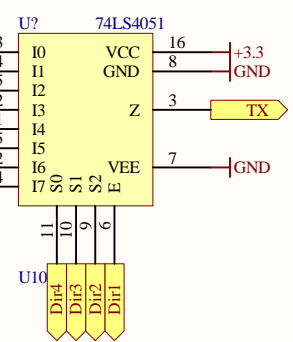 U? 74LS4051
I0 VCC 16 +3.3
I1 GND 8 GND
I2
I3 Z 3 TX
I4
I5
I6 VEE 7 GND
I7 S0 S1 S2 E
11 10 9 6
U10 Dir4 Dir3 Dir2 Dir1